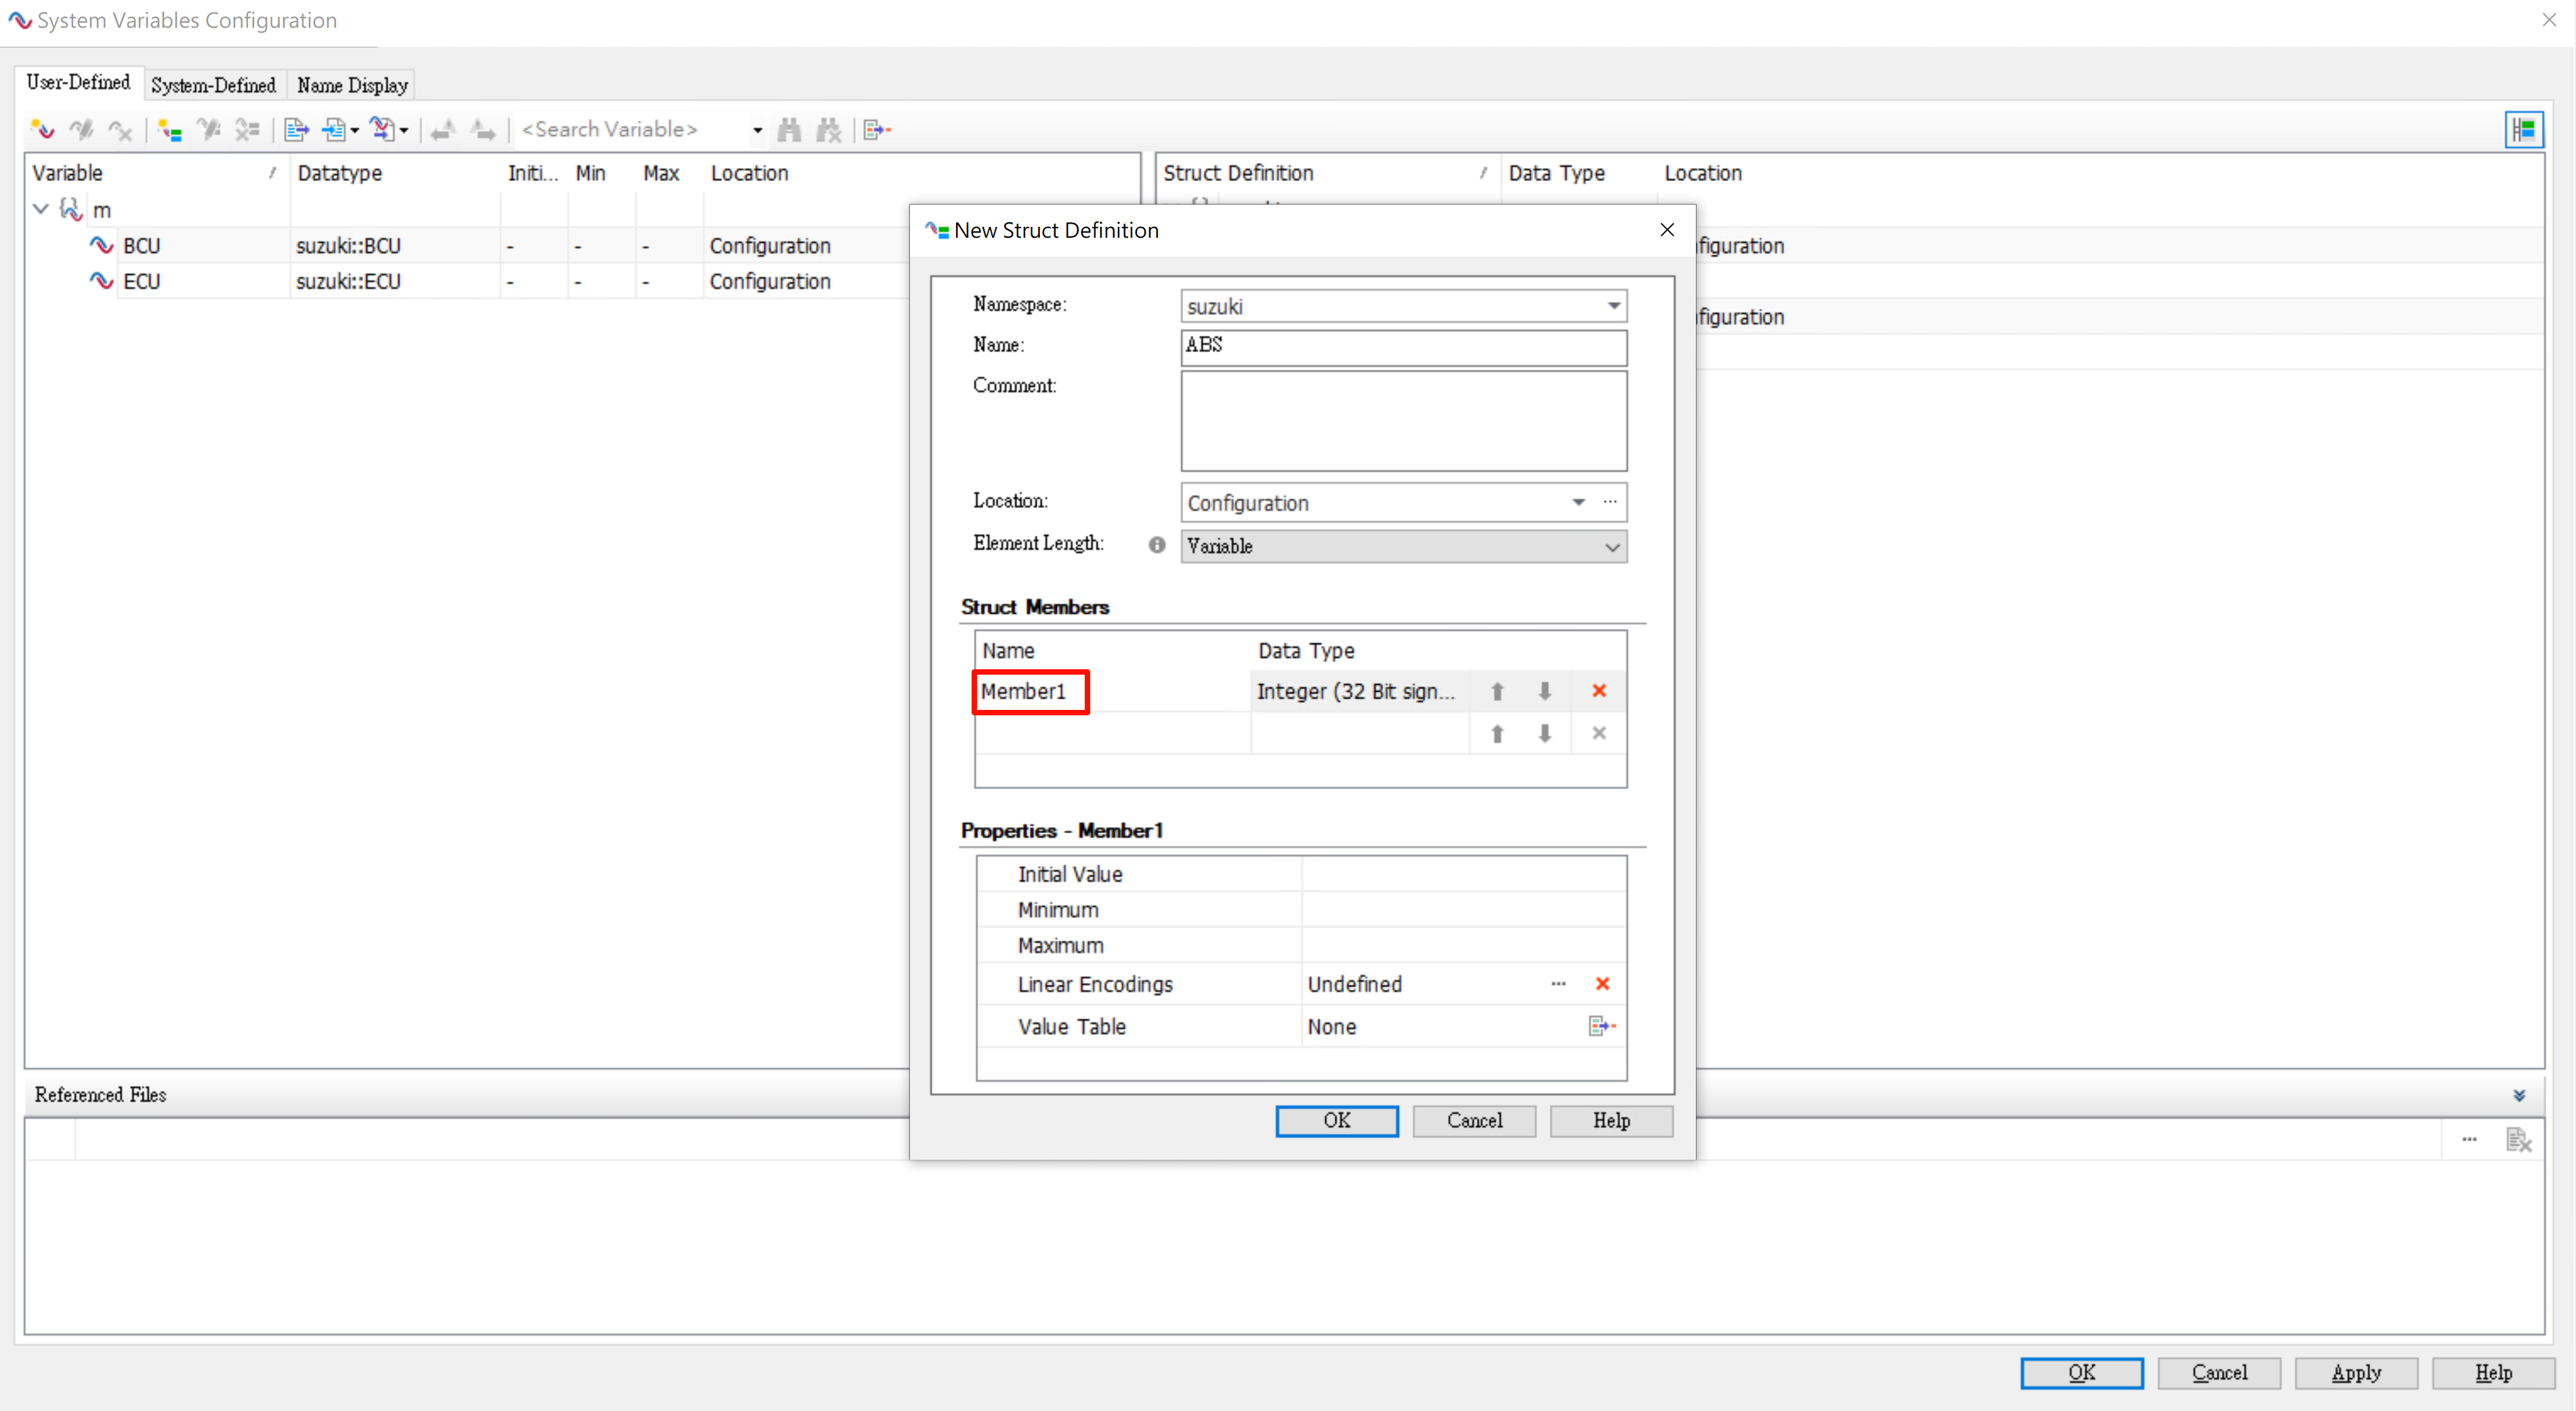 System Variables Configuration
User-Defined System-Defined Name Display
<Search Variable>
Variable Datatype Initi... Min Max Location
m
BCU suzuki::BCU - - - Configuration
ECU suzuki::ECU - - - Configuration
Struct Definition Data Type Location
figuration
figuration
New Struct Definition
Namespace: suzuki
Name: ABS
Comment:
Location: Configuration ...
Element Length: Variable
Struct Members
Name Data Type
Member1 Integer (32 Bit sign...
Properties - Member1
Initial Value
Minimum
Maximum
Linear Encodings Undefined ...
Value Table None
OK Cancel Help
Referenced Files
...
OK Cancel Apply Help